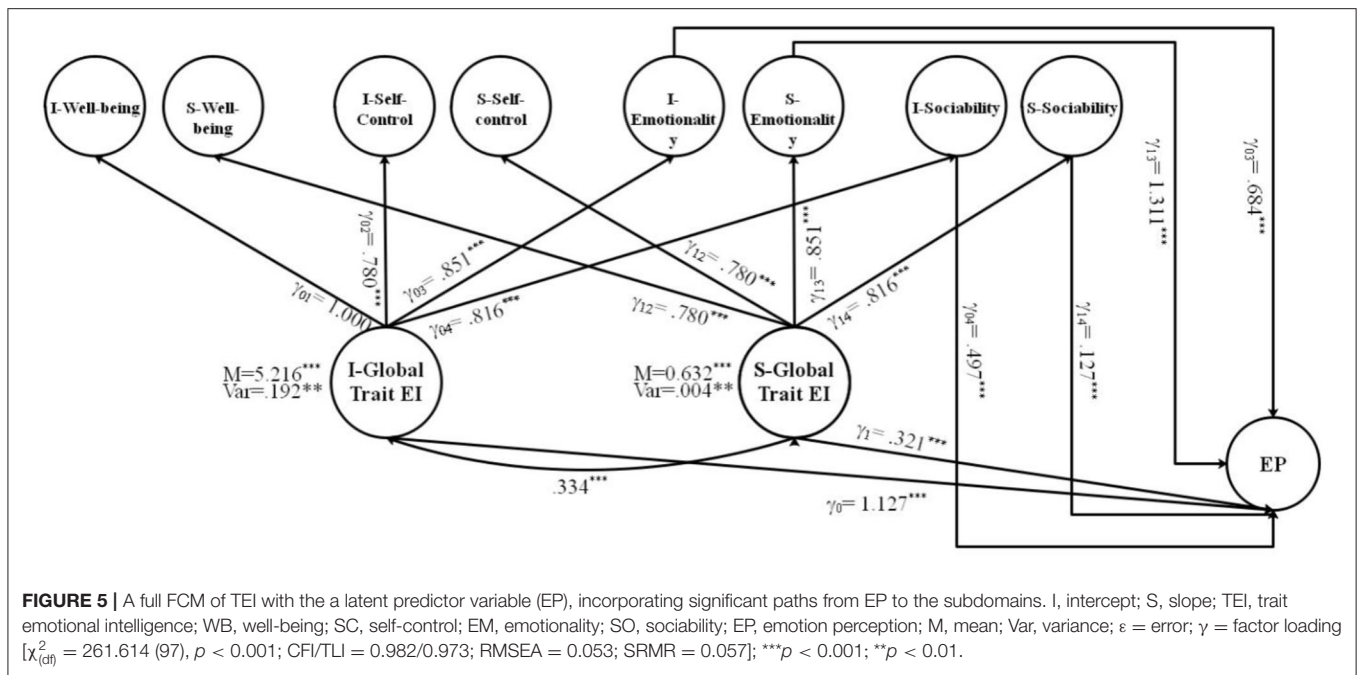 I-Well-being
S-Well-
being
I-Self-
Control
S-Self-
control
I-
Emotionalit
y
S-
Emotionalit
y
I-Sociability
S-Sociability
γ01= 1.000
γ02= .780***
γ03= .851***
γ04= .816***
γ12= .780***
γ12= .780***
γ13= .851***
γ14= .816***
γ04= .497***
γ14= .127***
γ13= 1.311***
γ03= .684***
M=5.216***
Var=.192**
I-Global
Trait EI
M=0.632***
Var=.004**
S-Global
Trait EI
γ1= .321***
EP
.334***
γ0= 1.127***
FIGURE 5 | A full FCM of TEI with the a latent predictor variable (EP), incorporating significant paths from EP to the subdomains. I, intercept; S, slope; TEI, trait
emotional intelligence; WB, well-being; SC, self-control; EM, emotionality; SO, sociability; EP, emotion perception; M, mean; Var, variance; ε = error; γ = factor loading
[χ²(df) = 261.614 (97), p < 0.001; CFI/TLI = 0.982/0.973; RMSEA = 0.053; SRMR = 0.057]; ***p < 0.001; **p < 0.01.